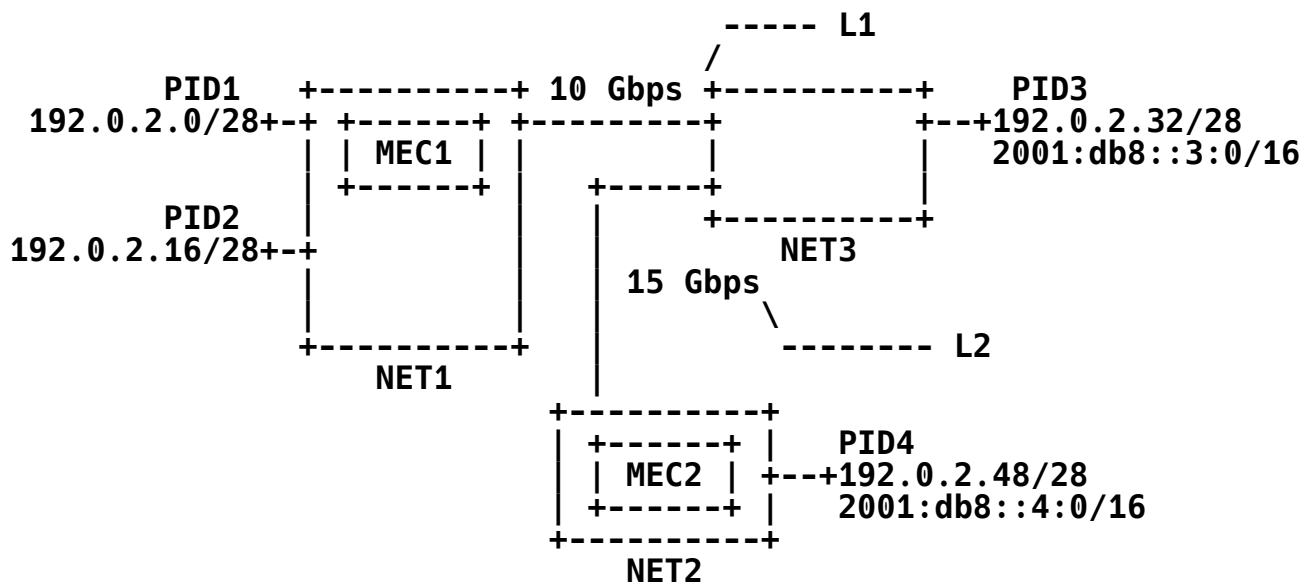 ----- L1
/
PID1 +----------+ 10 Gbps +----------+ PID3
192.0.2.0/28+-+ +------+ +---------+ +--+192.0.2.32/28
| | MEC1 | | | | 2001:db8::3:0/16
| +------+ | +-----+ |
PID2 | | | +----------+
192.0.2.16/28+-+ | | NET3
| | | 15 Gbps
| | | \
+----------+ | -------- L2
NET1 |
+----------+
| +------+ | PID4
| | MEC2 | +--+192.0.2.48/28
| +------+ | 2001:db8::4:0/16
+----------+
NET2